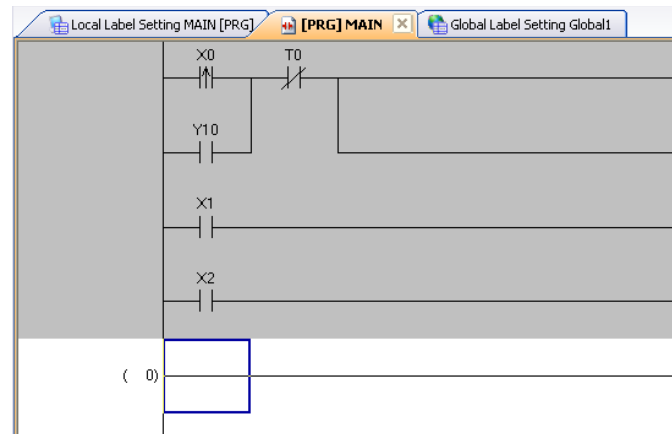 Local Label Setting MAIN [PRG] [PRG] MAIN Global Label Setting Global1
X0 T0
Y10
X1
X2
( 0)